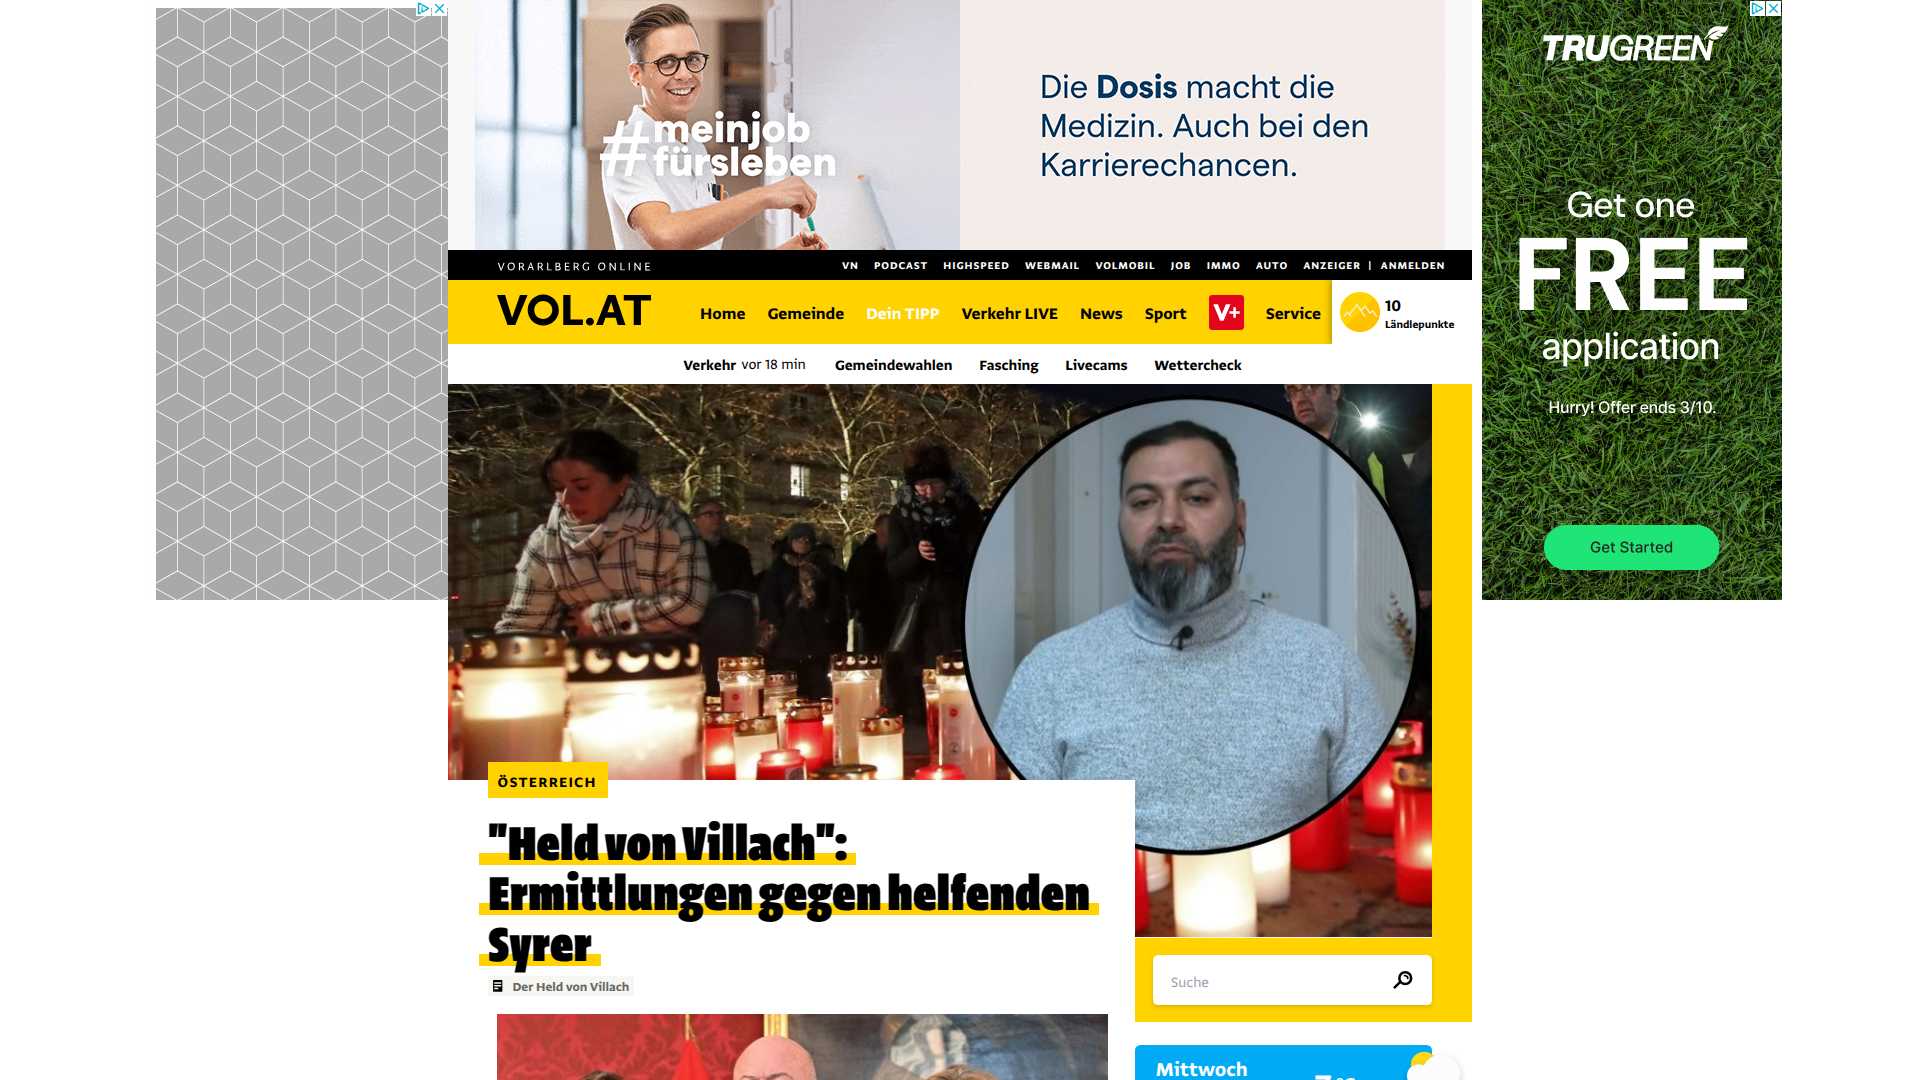 #meinjob
fürsleben
Die Dosis macht die
Medizin. Auch bei den
Karrierechancen.
TRUGREEN
Get one
FREE
application
Hurry! Offer ends 3/10.
Get Started
VORARLBERG ONLINE
VN PODCAST HIGHSPEED WEBMAIL VOLMOBIL JOB IMMO AUTO ANZEIGER | ANMELDEN
VOL.AT
Home Gemeinde Dein TIPP Verkehr LIVE News Sport V+ Service
10
Ländlepunkte
Verkehr vor 18 min Gemeindewahlen Fasching Livecams Wettercheck
ÖSTERREICH
"Held von Villach":
Ermittlungen gegen helfenden
Syrer
Der Held von Villach
Suche
Mittwoch